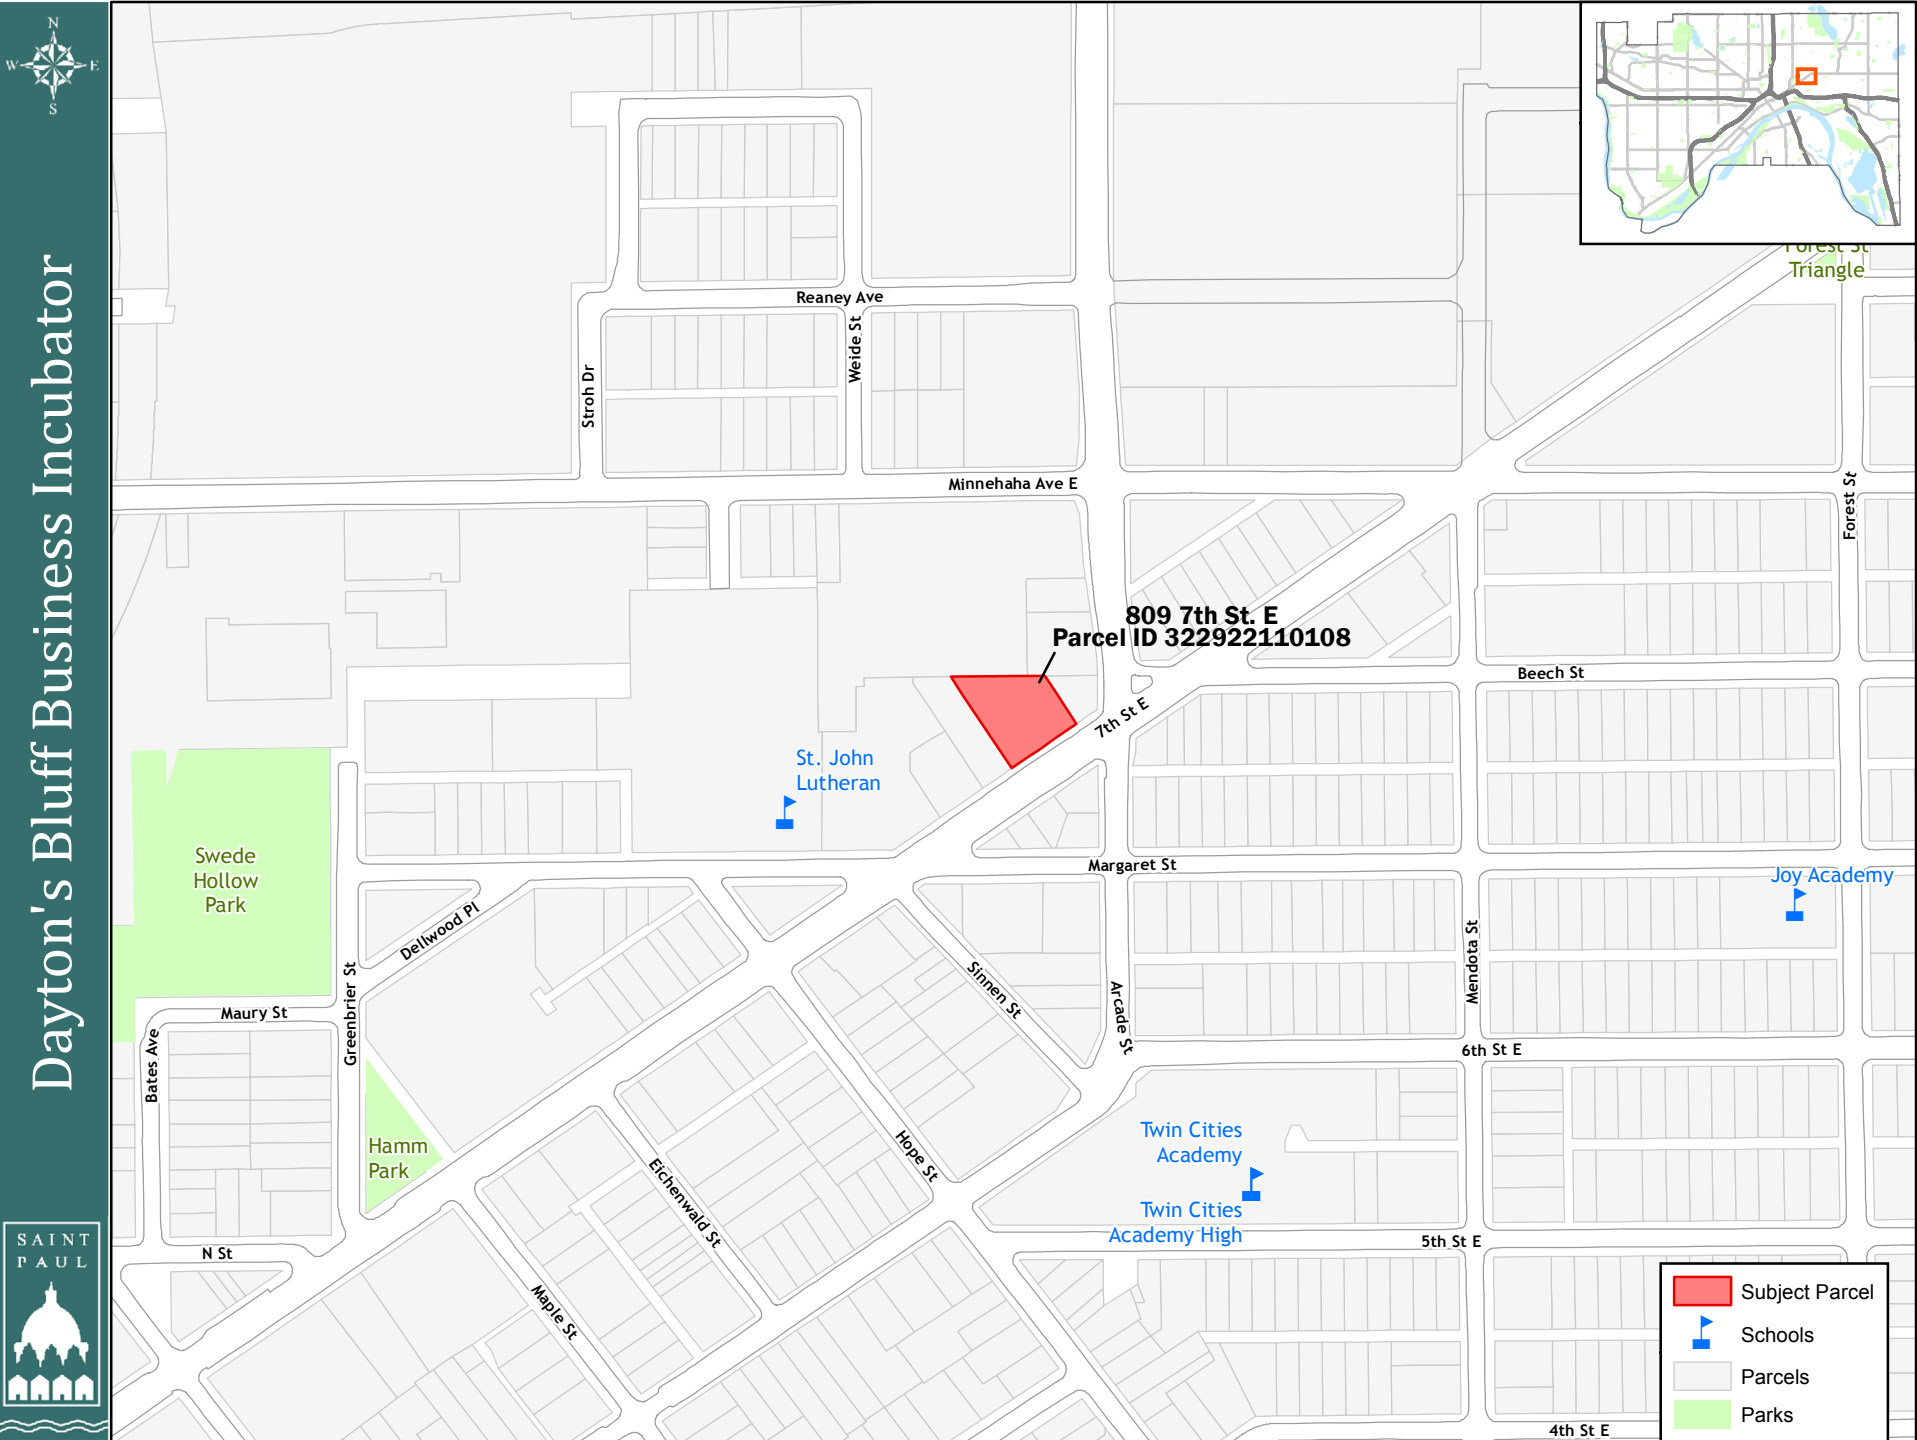 N
W
E
S
Dayton's Bluff Business Incubator
SAINT
PAUL
Forest St
Triangle
Reaney Ave
Weide St
Stroh Dr
Minnehaha Ave E
Forest St
809 7th St. E
Parcel ID 322922110108
Beech St
7th St E
St. John
Lutheran
Swede
Hollow
Park
Margaret St
Joy Academy
Dellwood Pl
Mendota St
Greenbrier St
Sinnen St
Arcade St
Maury St
Bates Ave
6th St E
Hamm
Park
Twin Cities
Academy
Hope St
Eichenwald St
Twin Cities
Academy High
N St
5th St E
Maple St
4th St E
Subject Parcel
Schools
Parcels
Parks